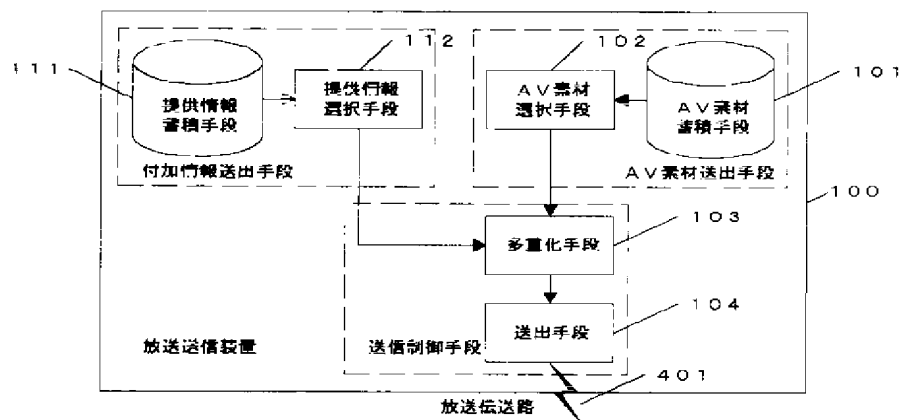 １００
１１１
１１２
１０２
１０１
提供情報
蓄積手段
提供情報
選択手段
ＡＶ素材
選択手段
ＡＶ素材
蓄積手段
付加情報送出手段
ＡＶ素材送出手段
１０３
多重化手段
１０４
送出手段
放送送信装置
送信制御手段
４０１
放送伝送路